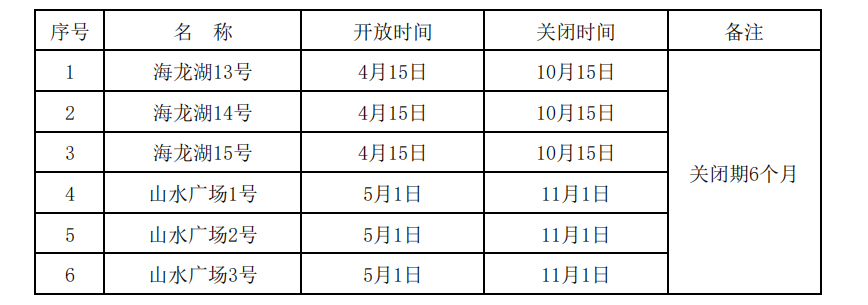 序号 名 称 开放时间 关闭时间 备注
1 海龙湖13号 4月15日 10月15日
2 海龙湖14号 4月15日 10月15日
3 海龙湖15号 4月15日 10月15日
关闭期6个月
4 山水广场1号 5月1日 11月1日
5 山水广场2号 5月1日 11月1日
6 山水广场3号 5月1日 11月1日